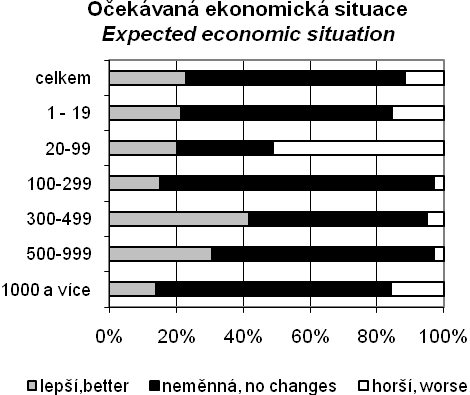 Očekávaná ekonomická situace
Expected economic situation
celkem
1 - 19
20-99
100-299
300-499
500-999
1000 a více
0% 20% 40% 60% 80% 100%
lepší,better neměnná, no changes horší, worse